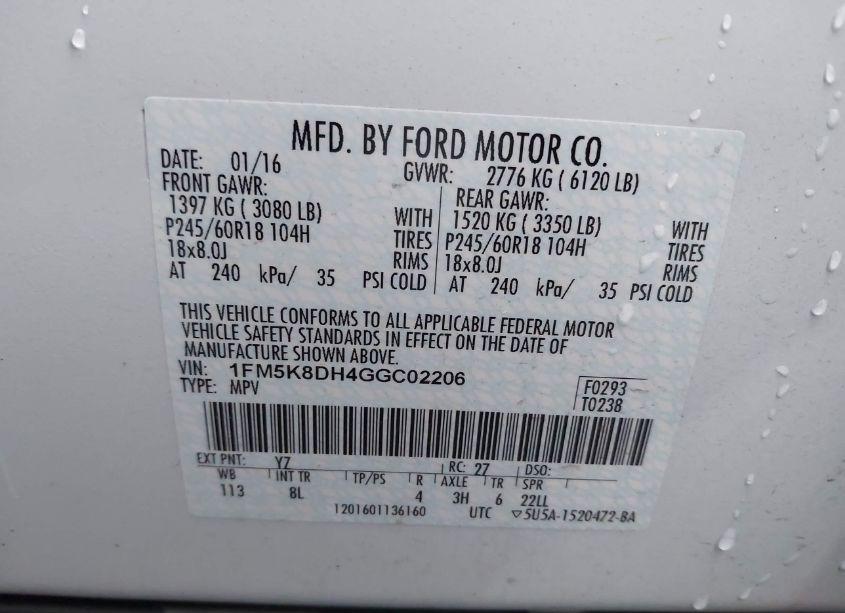 MFD. BY FORD MOTOR CO.
DATE: 01/16 GVWR: 2776 KG ( 6120 LB)
FRONT GAWR: REAR GAWR:
1397 KG ( 3080 LB) WITH 1520 KG ( 3350 LB) WITH
P245/60R18 104H TIRES P245/60R18 104H TIRES
18x8.0J RIMS 18x8.0J RIMS
AT 240 kPa/ 35 PSI COLD AT 240 kPa/ 35 PSI COLD
THIS VEHICLE CONFORMS TO ALL APPLICABLE FEDERAL MOTOR
VEHICLE SAFETY STANDARDS IN EFFECT ON THE DATE OF
MANUFACTURE SHOWN ABOVE.
VIN: 1FM5K8DH4GGC02206
TYPE: MPV
F0293
T0238
EXT PNT: YZ RC: 27 DSO:
WB INT TR TP/PS R AXLE TR SPR
113 8L 4 3H 6 22LL
1201601136160 UTC ▽5U5A-1520472-BA